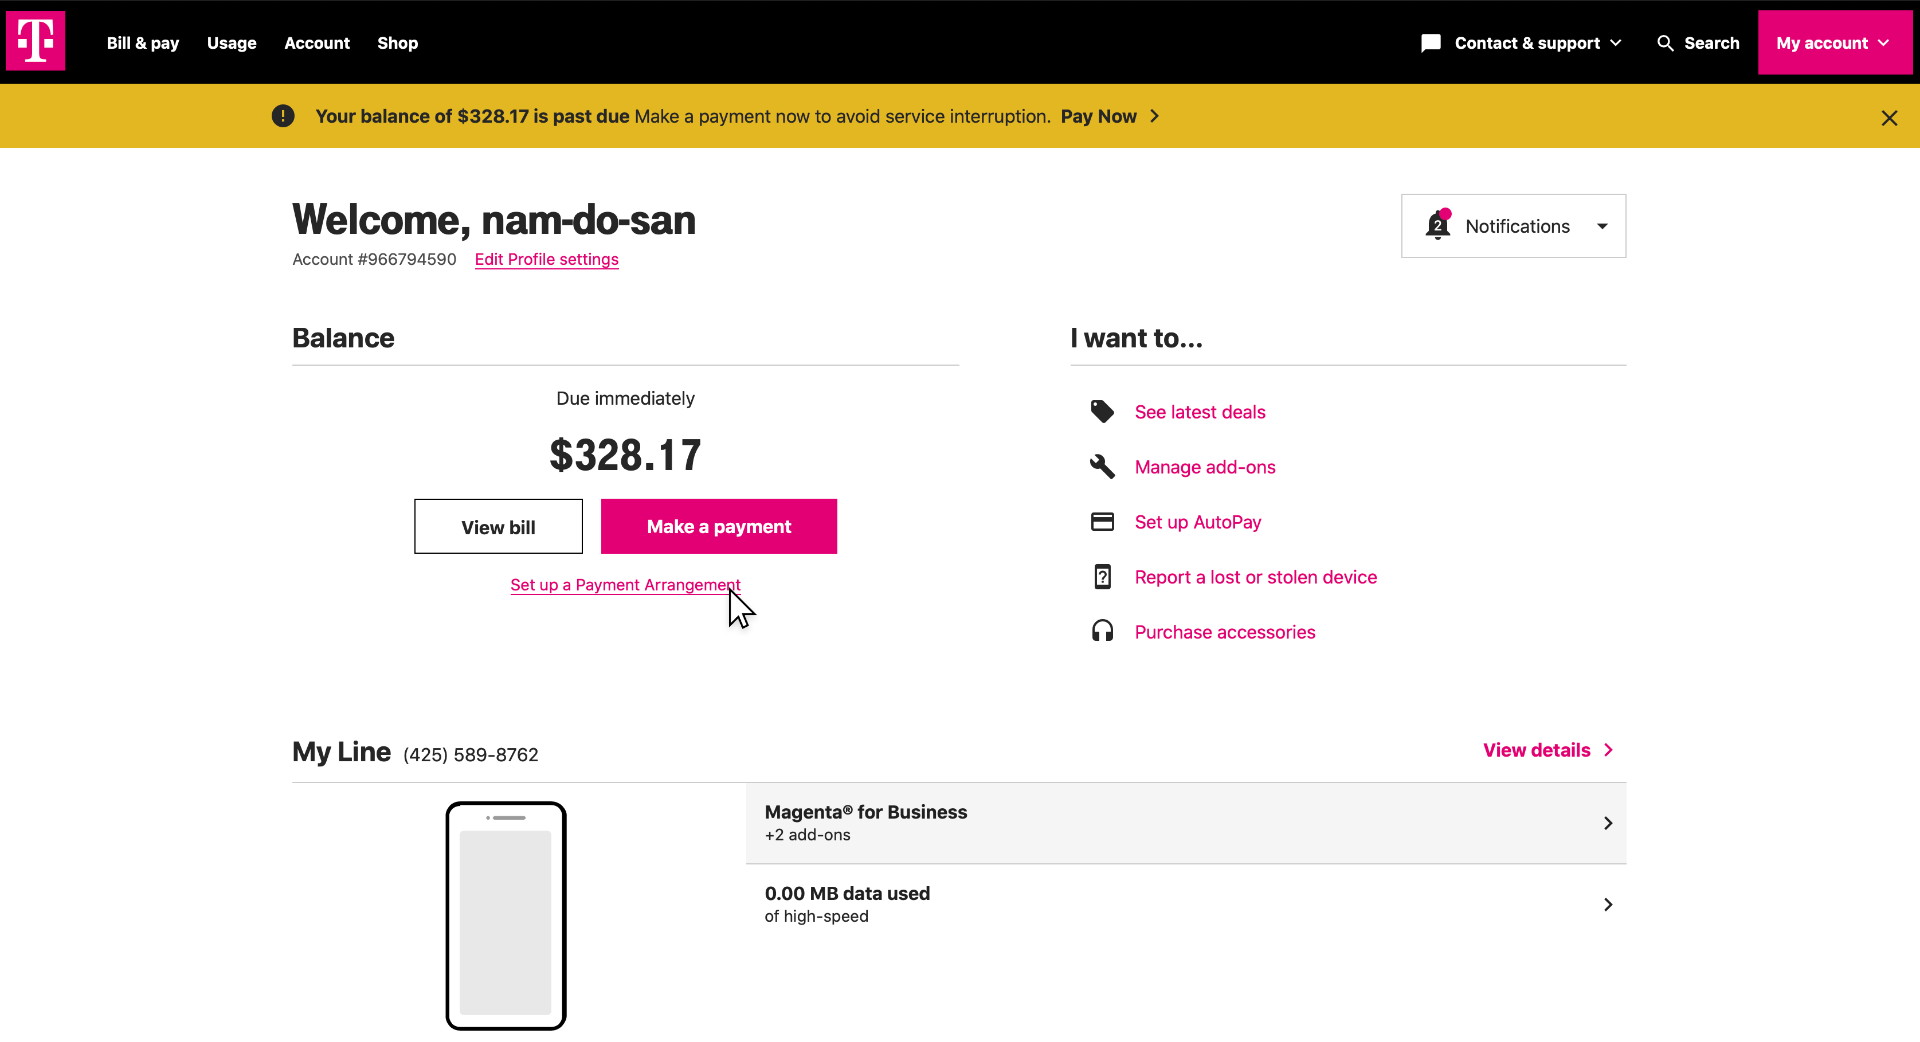 T
Bill & pay
Usage
Account
Shop
Contact & support
Search
My account
Your balance of $328.17 is past due Make a payment now to avoid service interruption. Pay Now
Welcome, nam-do-san
Account #966794590 Edit Profile settings
2
Notifications
Balance
Due immediately
$328.17
View bill
Make a payment
Set up a Payment Arrangement
I want to...
See latest deals
Manage add-ons
Set up AutoPay
Report a lost or stolen device
Purchase accessories
My Line (425) 589-8762
View details
Magenta® for Business
+2 add-ons
0.00 MB data used
of high-speed